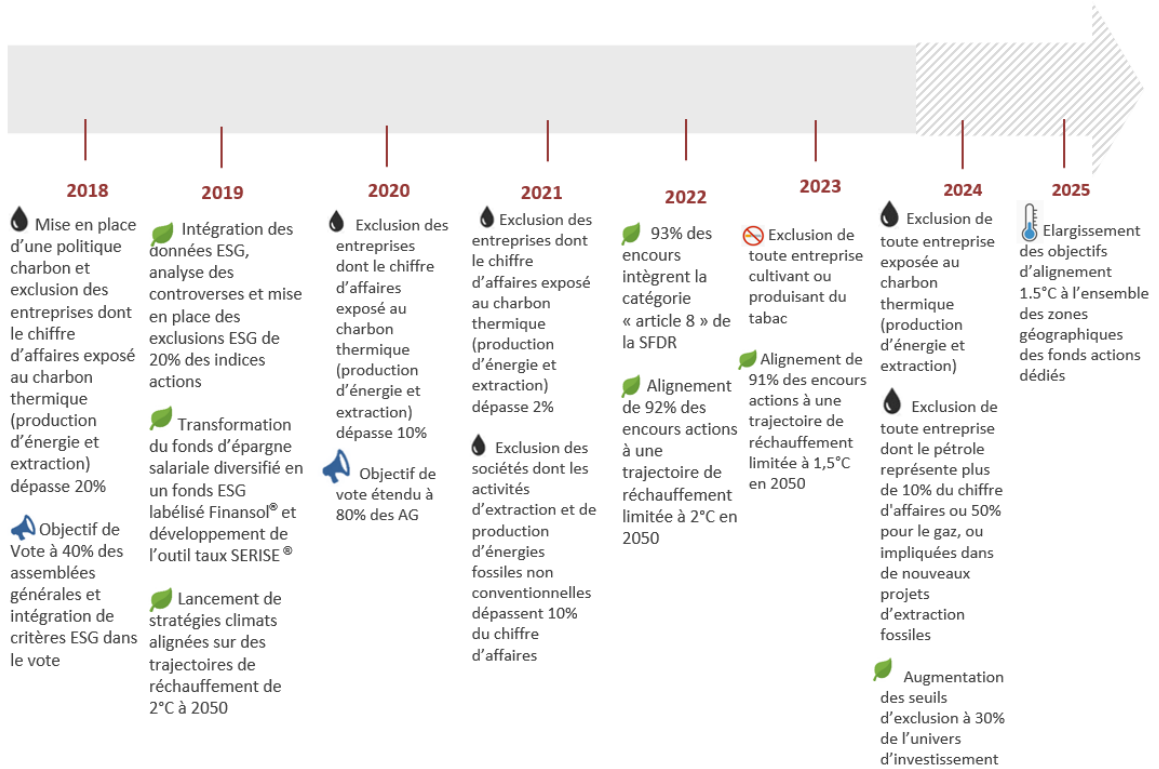 2018
Mise en place
d’une politique
charbon et
exclusion des
entreprises dont
le chiffre
d’affaires exposé
au charbon
thermique
(production
d’énergie et
extraction)
dépasse 20%
Objectif de
Vote à 40% des
assemblées
générales et
intégration de
critères ESG dans
le vote
2019
Intégration des
données ESG,
analyse des
controverses et mise
en place des
exclusions ESG de
20% des indices
actions
Transformation
du fonds d’épargne
salariale diversifié en
un fonds ESG
labélisé Finansol® et
développement de
l’outil taux SERISE ®
Lancement de
stratégies climats
alignées sur des
trajectoires de
réchauffement de
2°C à 2050
2020
Exclusion des
entreprises
dont le chiffre
d’affaires
exposé au
charbon
thermique
(production
d’énergie et
extraction)
dépasse 10%
Objectif de
vote étendu à
80% des AG
2021
Exclusion des
entreprises dont
le chiffre
d’affaires exposé
au charbon
thermique
(production
d’énergie et
extraction)
dépasse 2%
Exclusion des
sociétés dont les
activités
d’extraction et de
production
d’énergies
fossiles non
conventionnelles
dépassent 10%
du chiffre
d’affaires
2022
93% des
encours
intègrent la
catégorie
« article 8 » de
la SFDR
Alignement
de 92% des
encours actions
à une
trajectoire de
réchauffement
limitée à 2°C en
2050
2023
Exclusion de
toute entreprise
cultivant ou
produisant du
tabac
Alignement de
91% des encours
actions à une
trajectoire de
réchauffement
limitée à 1,5°C
en 2050
2024
Exclusion de
toute entreprise
exposée au
charbon
thermique
(production
d’énergie et
extraction)
Exclusion de
toute entreprise
dont le pétrole
représente plus
de 10% du chiffre
d'affaires ou 50%
pour le gaz, ou
impliquées dans
de nouveaux
projets
d’extraction
fossiles
Augmentation
des seuils
d’exclusion à 30%
de l’univers
d’investissement
2025
Elargissement
des objectifs
d’alignement
1.5°C à l’ensemble
des zones
géographiques
des fonds actions
dédiés